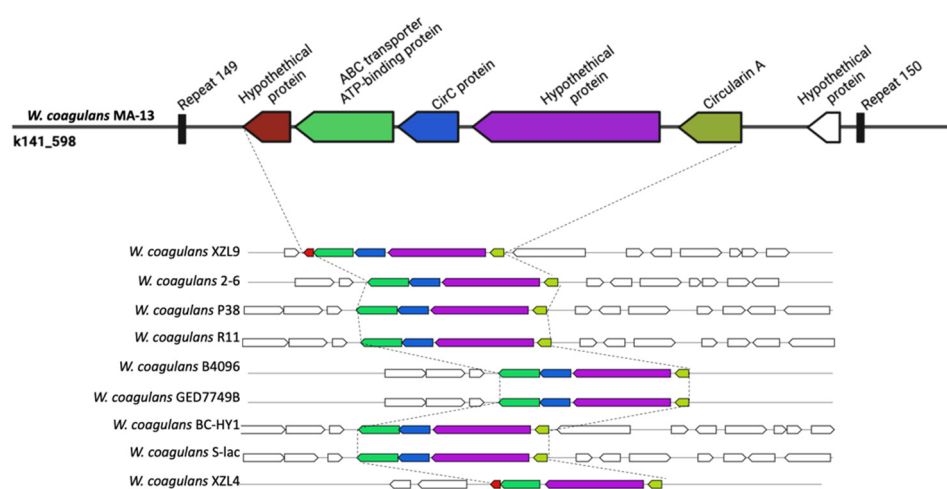 Repeat 149
Hypothethical
protein
ABC transporter
ATP-binding protein
CirC protein
Hypothethical
protein
Circularin A
Hypothethical
protein
Repeat 150
W. coagulans MA-13
k141_598
W. coagulans XZL9
W. coagulans 2-6
W. coagulans P38
W. coagulans R11
W. coagulans B4096
W. coagulans GED7749B
W. coagulans BC-HY1
W. coagulans S-lac
W. coagulans XZL4